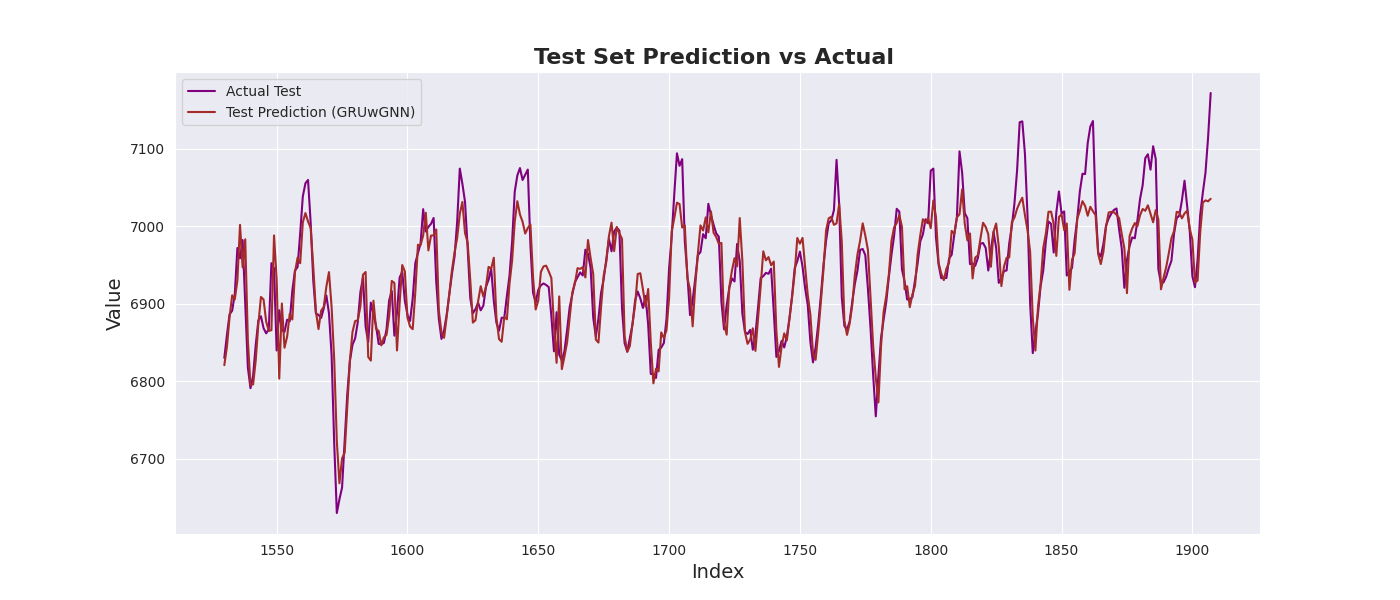 Test Set Prediction vs Actual
Actual Test
Test Prediction (GRUwGNN)
7100
7000
6900
6800
6700
Value
1550
1600
1650
1700
1750
1800
1850
1900
Index